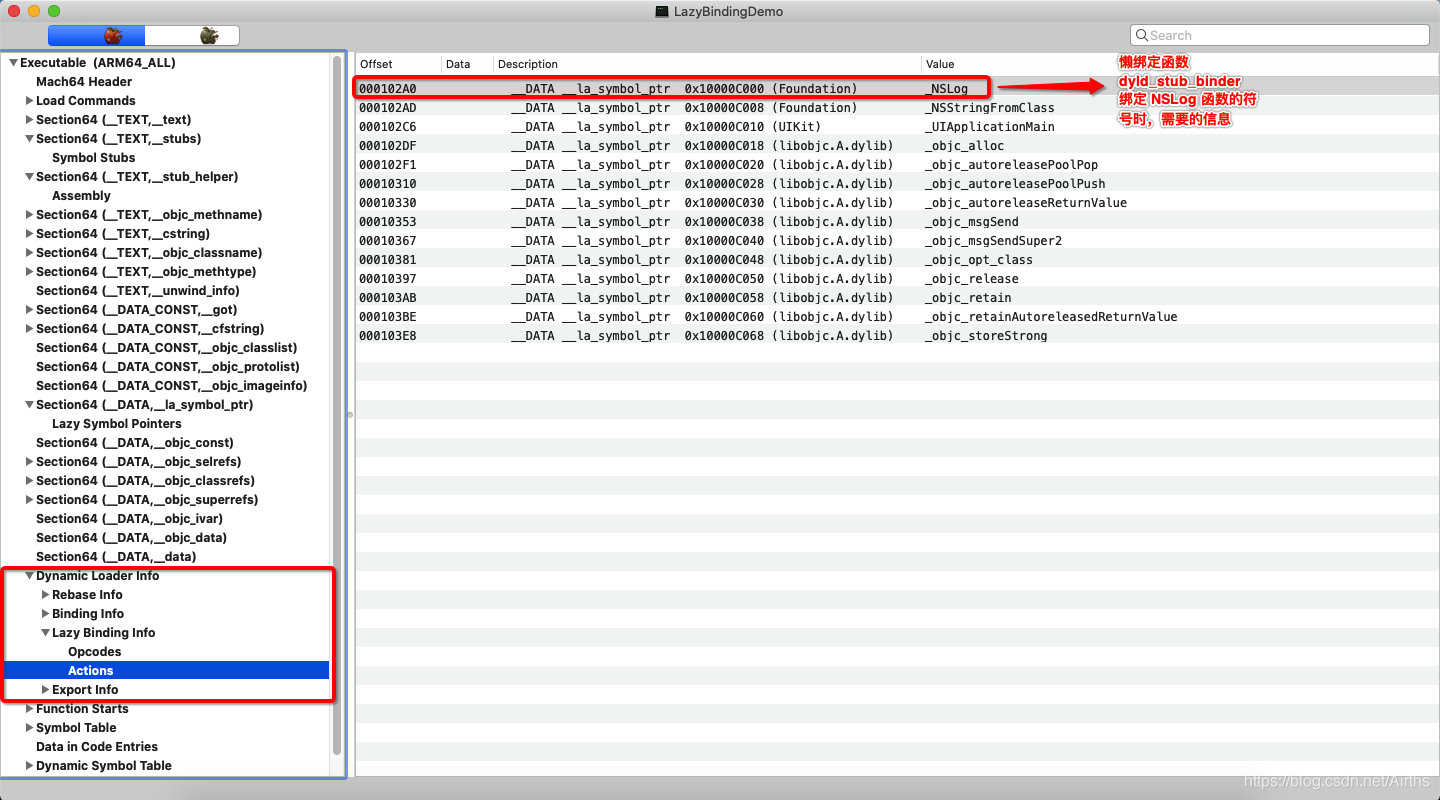 LazyBindingDemo
Search
Executable (ARM64_ALL)
Mach64 Header
Load Commands
Section64 (__TEXT,__text)
Section64 (__TEXT,__stubs)
Symbol Stubs
Section64 (__TEXT,__stub_helper)
Assembly
Section64 (__TEXT,__objc_methname)
Section64 (__TEXT,__cstring)
Section64 (__TEXT,__objc_classname)
Section64 (__TEXT,__objc_methtype)
Section64 (__TEXT,__unwind_info)
Section64 (__DATA_CONST,__got)
Section64 (__DATA_CONST,__cfstring)
Section64 (__DATA_CONST,__objc_classlist)
Section64 (__DATA_CONST,__objc_protolist)
Section64 (__DATA_CONST,__objc_imageinfo)
Section64 (__DATA,__la_symbol_ptr)
Lazy Symbol Pointers
Section64 (__DATA,__objc_const)
Section64 (__DATA,__objc_selrefs)
Section64 (__DATA,__objc_classrefs)
Section64 (__DATA,__objc_superrefs)
Section64 (__DATA,__objc_ivar)
Section64 (__DATA,__objc_data)
Section64 (__DATA,__data)
Dynamic Loader Info
Rebase Info
Binding Info
Lazy Binding Info
Opcodes
Actions
Export Info
Function Starts
Symbol Table
Data in Code Entries
Dynamic Symbol Table
Offset Data Description Value
000102A0 __DATA __la_symbol_ptr 0x10000C000 (Foundation) _NSLog
000102AD __DATA __la_symbol_ptr 0x10000C008 (Foundation) _NSStringFromClass
000102C6 __DATA __la_symbol_ptr 0x10000C010 (UIKit) _UIApplicationMain
000102DF __DATA __la_symbol_ptr 0x10000C018 (libobjc.A.dylib) _objc_alloc
000102F1 __DATA __la_symbol_ptr 0x10000C020 (libobjc.A.dylib) _objc_autoreleasePoolPop
00010310 __DATA __la_symbol_ptr 0x10000C028 (libobjc.A.dylib) _objc_autoreleasePoolPush
00010330 __DATA __la_symbol_ptr 0x10000C030 (libobjc.A.dylib) _objc_autoreleaseReturnValue
00010353 __DATA __la_symbol_ptr 0x10000C038 (libobjc.A.dylib) _objc_msgSend
00010367 __DATA __la_symbol_ptr 0x10000C040 (libobjc.A.dylib) _objc_msgSendSuper2
00010381 __DATA __la_symbol_ptr 0x10000C048 (libobjc.A.dylib) _objc_opt_class
00010397 __DATA __la_symbol_ptr 0x10000C050 (libobjc.A.dylib) _objc_release
000103AB __DATA __la_symbol_ptr 0x10000C058 (libobjc.A.dylib) _objc_retain
000103BE __DATA __la_symbol_ptr 0x10000C060 (libobjc.A.dylib) _objc_retainAutoreleasedReturnValue
000103E8 __DATA __la_symbol_ptr 0x10000C068 (libobjc.A.dylib) _objc_storeStrong
懒绑定函数
dyld_stub_binder
绑定 NSLog 函数的符
号时，需要的信息
https://blog.csdn.net/Airths